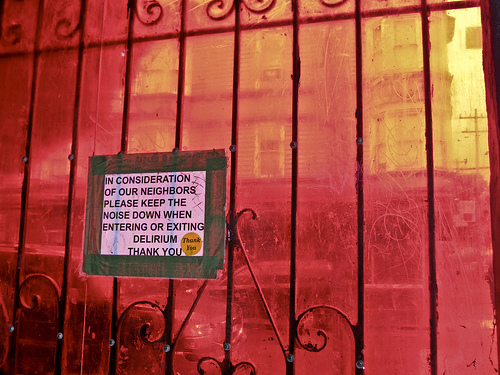 IN CONSIDERATION
OF OUR NEIGHBORS
PLEASE KEEP THE
NOISE DOWN WHEN
ENTERING OR EXITING
DELIRIUM
THANK YOU
Thank
You